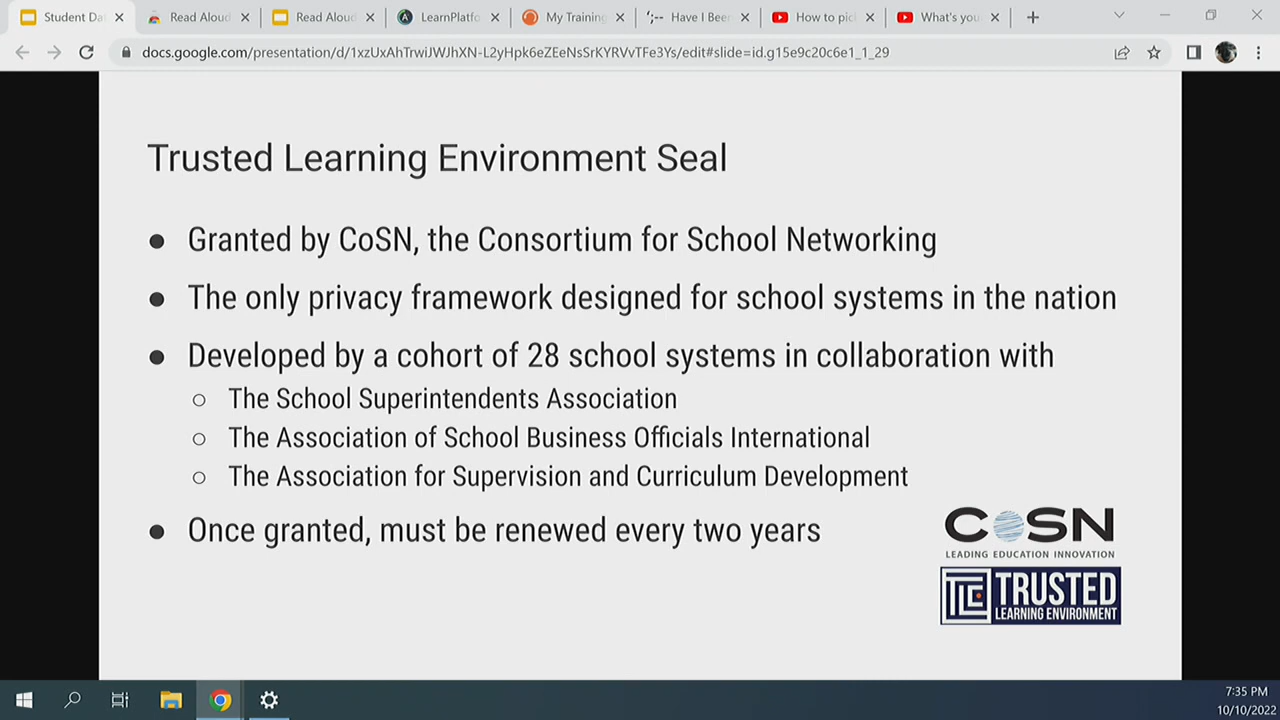 Student Dat
Read Aloud
Read Aloud
LearnPlatfo
My Training
Have I Been
How to pic
What's you
docs.google.com/presentation/d/1xzUxAhTrwiJWJhXN-L2yHpk6eZEeNsSrKYRVvTFe3Ys/edit#slide=id.g15e9c20c6e1_1_29
Trusted Learning Environment Seal
● Granted by CoSN, the Consortium for School Networking
● The only privacy framework designed for school systems in the nation
● Developed by a cohort of 28 school systems in collaboration with
○ The School Superintendents Association
○ The Association of School Business Officials International
○ The Association for Supervision and Curriculum Development
● Once granted, must be renewed every two years
CoSN
LEADING EDUCATION INNOVATION
TLE TRUSTED
LEARNING ENVIRONMENT
7:35 PM
10/10/2022